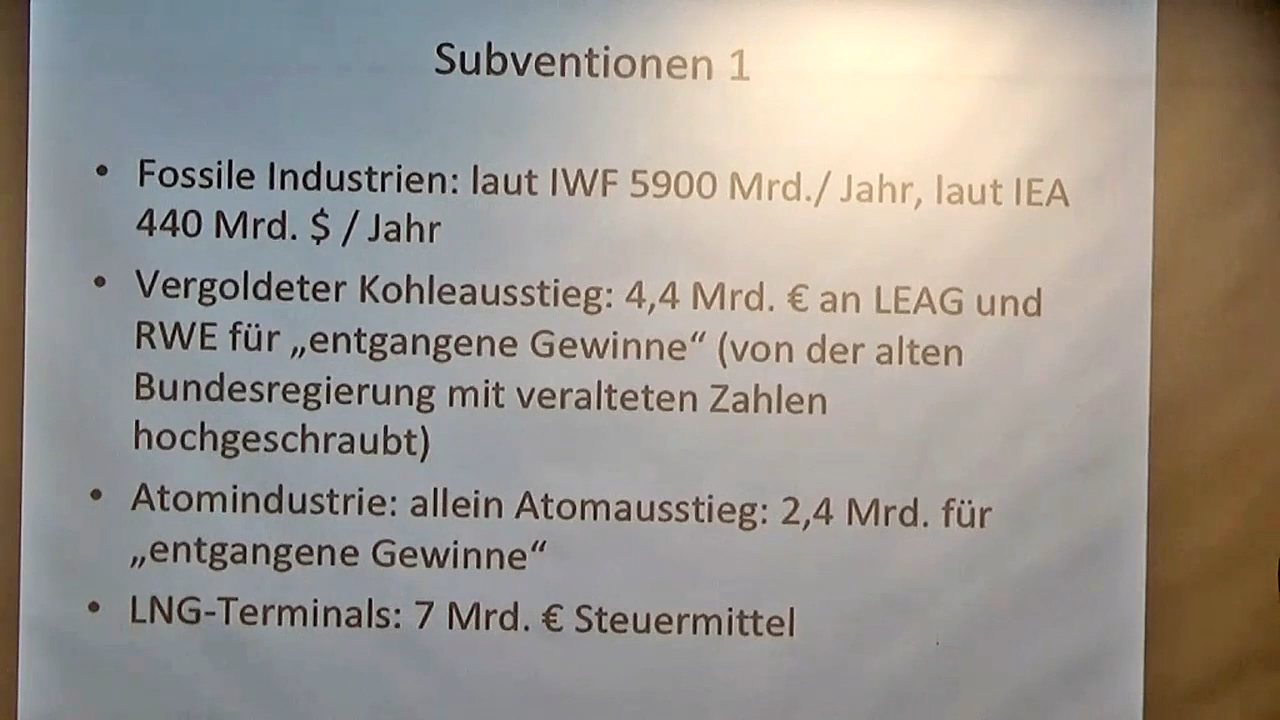 Subventionen 1
• Fossile Industrien: laut IWF 5900 Mrd./ Jahr, laut IEA
440 Mrd. $ / Jahr
• Vergoldeter Kohleausstieg: 4,4 Mrd. € an LEAG und
RWE für „entgangene Gewinne“ (von der alten
Bundesregierung mit veralteten Zahlen
hochgeschraubt)
• Atomindustrie: allein Atomausstieg: 2,4 Mrd. für
„entgangene Gewinne“
• LNG-Terminals: 7 Mrd. € Steuermittel